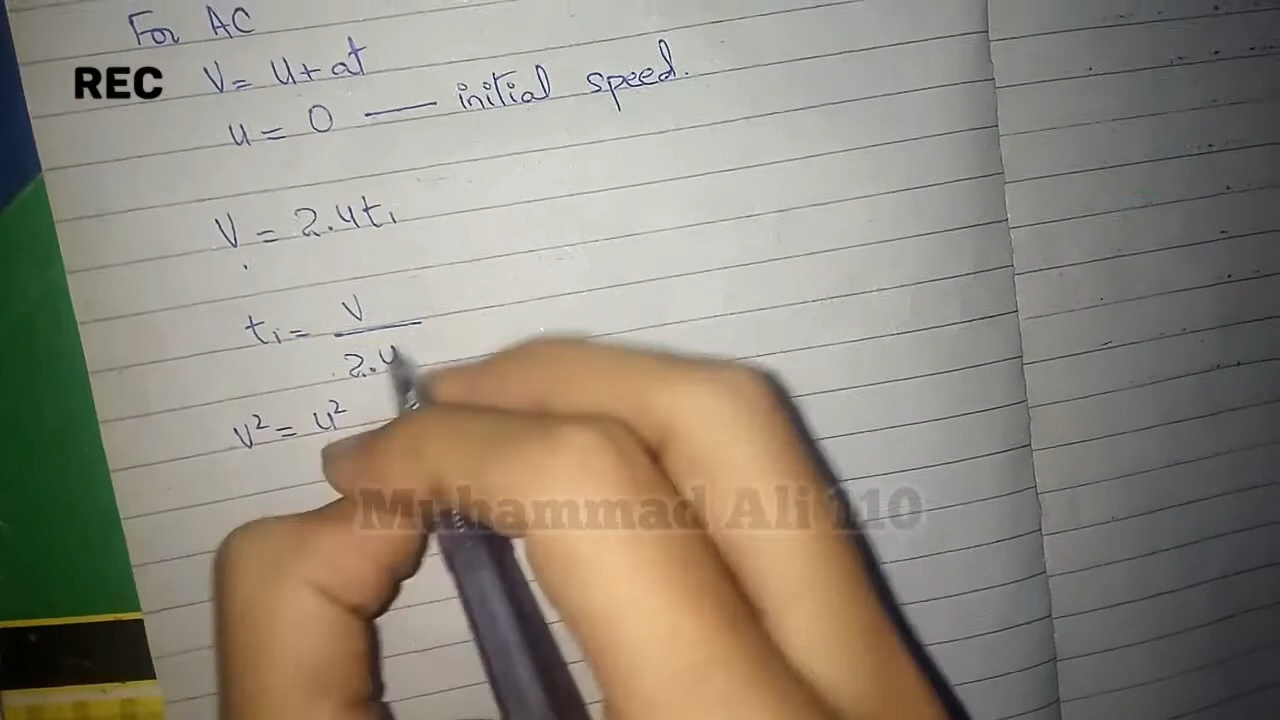 For AC
REC
V = u + at
u = 0 — initial speed.
V = 2.4t₁
t₁ = V / 2.4
V² = u²
Muhammad Ali 110